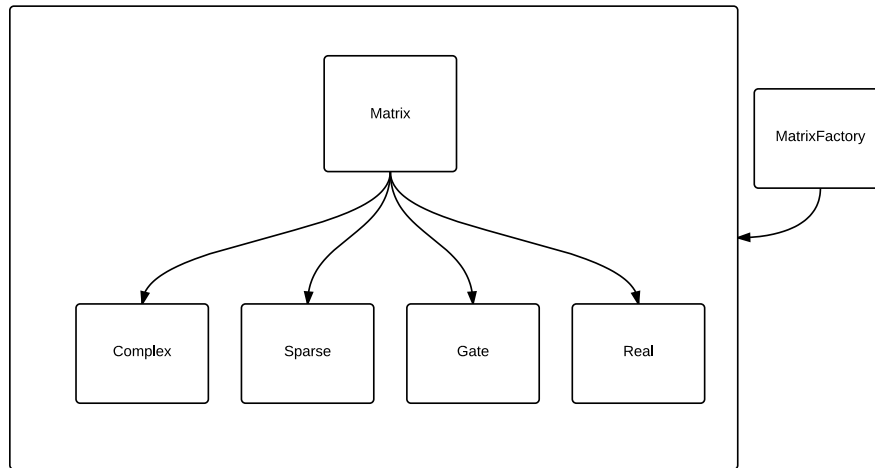 Matrix
MatrixFactory
Complex
Sparse
Gate
Real